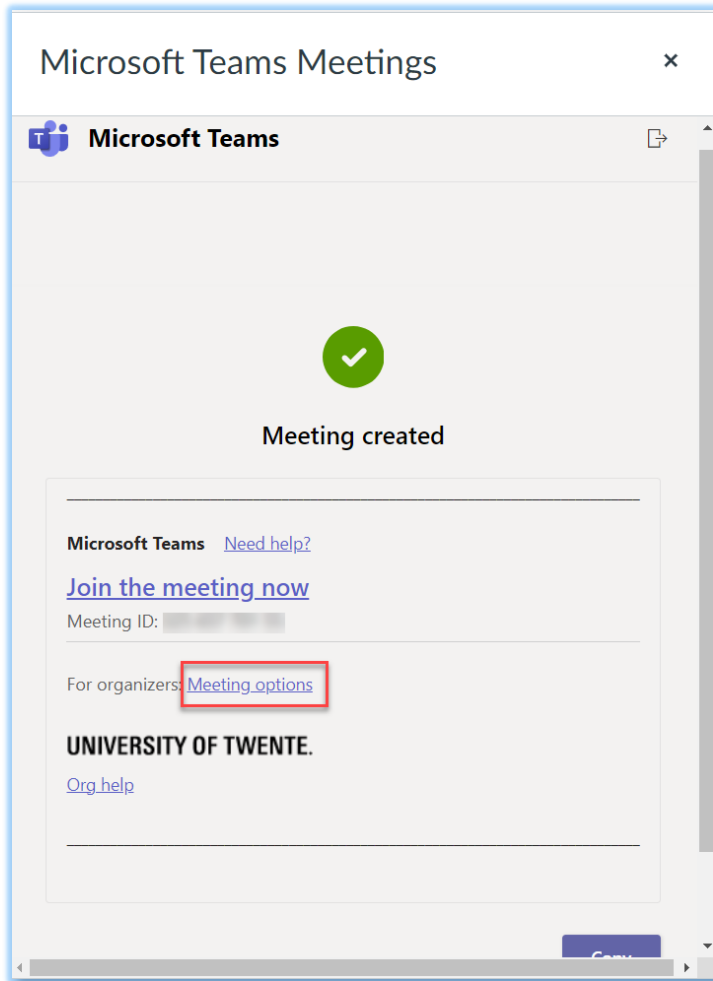 Microsoft Teams Meetings
Microsoft Teams
Meeting created
Microsoft Teams Need help?
Join the meeting now
Meeting ID:
For organizers: Meeting options
UNIVERSITY OF TWENTE.
Org help
Copy